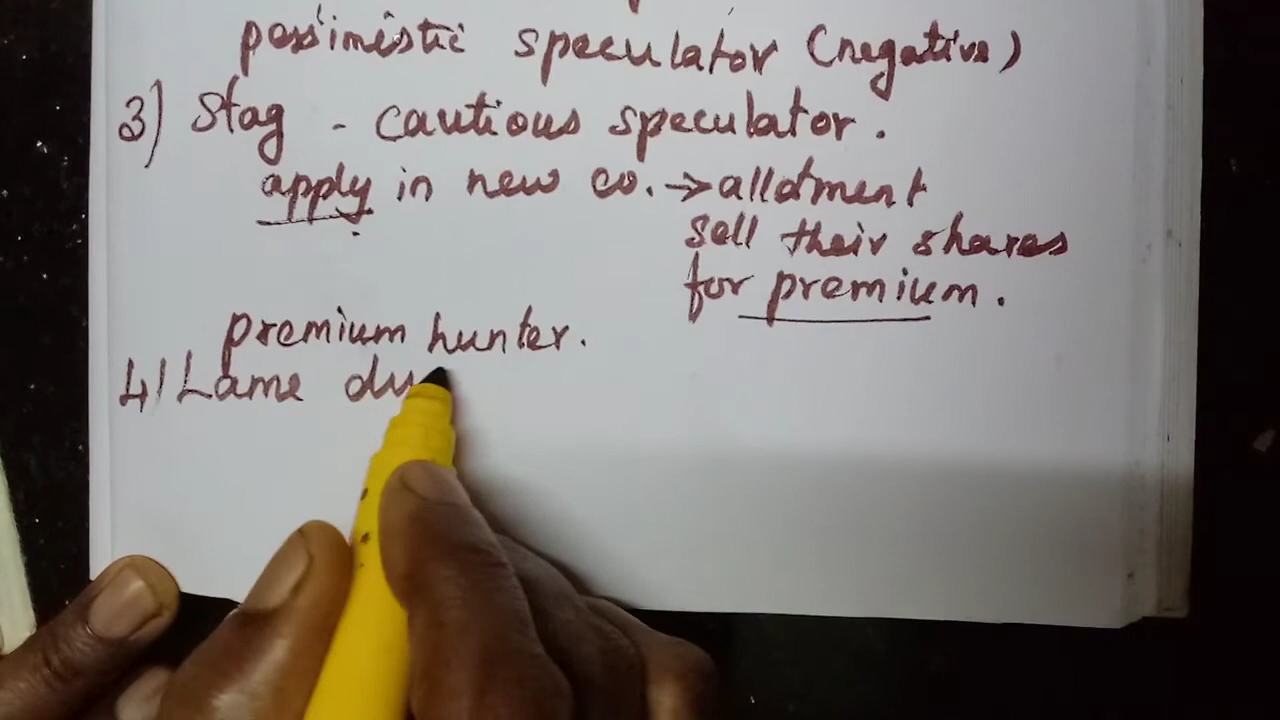 pessimistic speculator (negative)
3) Stag - cautious speculator.
apply in new co. → allotment
sell their shares
for premium.
premium hunter.
4) Lame du